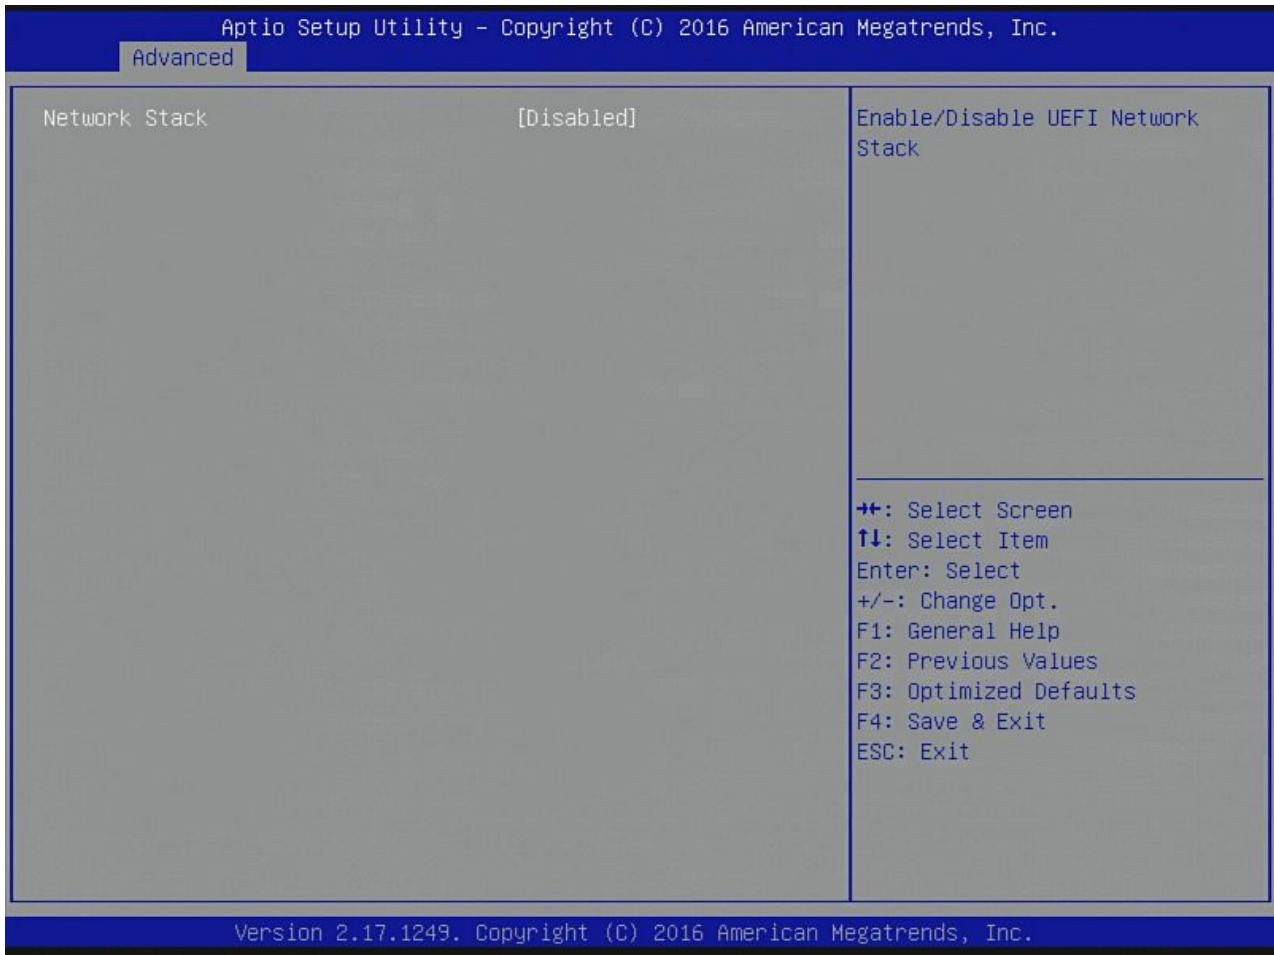 Aptio Setup Utility – Copyright (C) 2016 American Megatrends, Inc.
Advanced
Network Stack [Disabled]
Enable/Disable UEFI Network
Stack
→←: Select Screen
↑↓: Select Item
Enter: Select
+/-: Change Opt.
F1: General Help
F2: Previous Values
F3: Optimized Defaults
F4: Save & Exit
ESC: Exit
Version 2.17.1249. Copyright (C) 2016 American Megatrends, Inc.